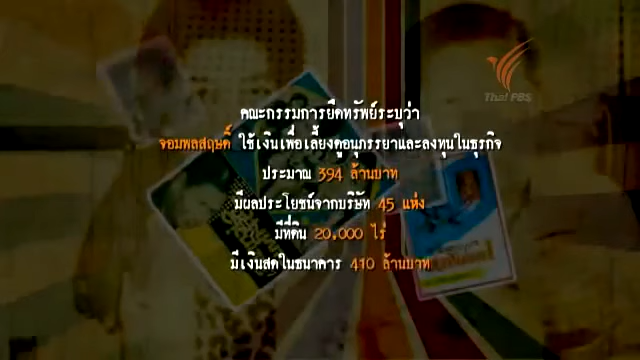 Thai PBS
คณะกรรมการยึดทรัพย์ระบุว่า
จอมพลสฤษดิ์ ใช้เงินเพื่อเลี้ยงดูอนุภรรยาและลงทุนในธุรกิจ
ประมาณ 394 ล้านบาท
มีผลประโยชน์จากบริษัท 45 แห่ง
มีที่ดิน 20,000 ไร่
มีเงินสดในธนาคาร 410 ล้านบาท